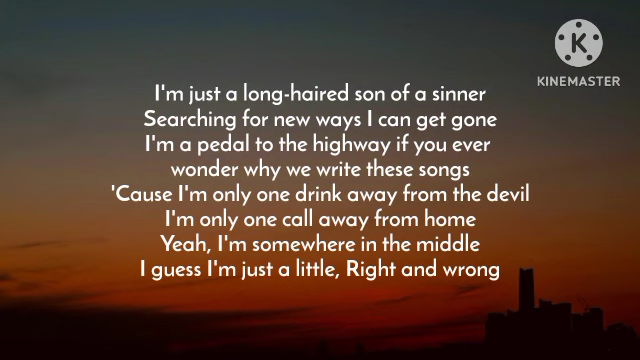 K
KINEMASTER
I'm just a long-haired son of a sinner
Searching for new ways I can get gone
I'm a pedal to the highway if you ever
wonder why we write these songs
'Cause I'm only one drink away from the devil
I'm only one call away from home
Yeah, I'm somewhere in the middle
I guess I'm just a little, Right and wrong